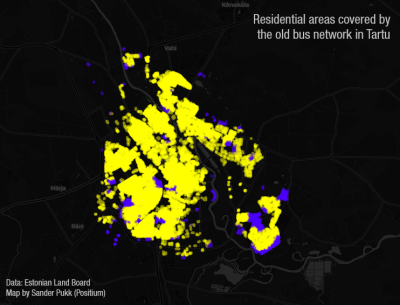 Residential areas covered by
the old bus network in Tartu
Vahi
Data: Estonian Land Board
Map by Sander Pukk (Positium)